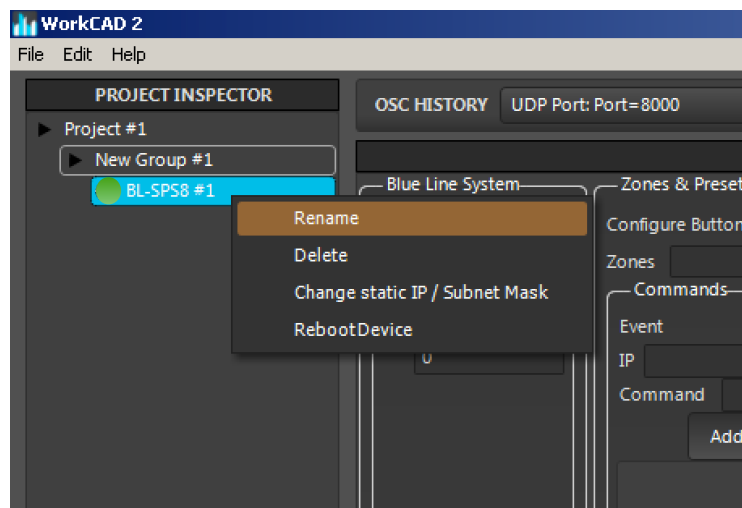 WorkCAD 2
File Edit Help
PROJECT INSPECTOR
Project #1
New Group #1
BL-SPS8 #1
Rename
Delete
Change static IP / Subnet Mask
Reboot Device
OSC HISTORY UDP Port: Port=8000
Blue Line System
0
Zones & Preset
Configure Button
Zones
Commands
Event
IP
Command
Add